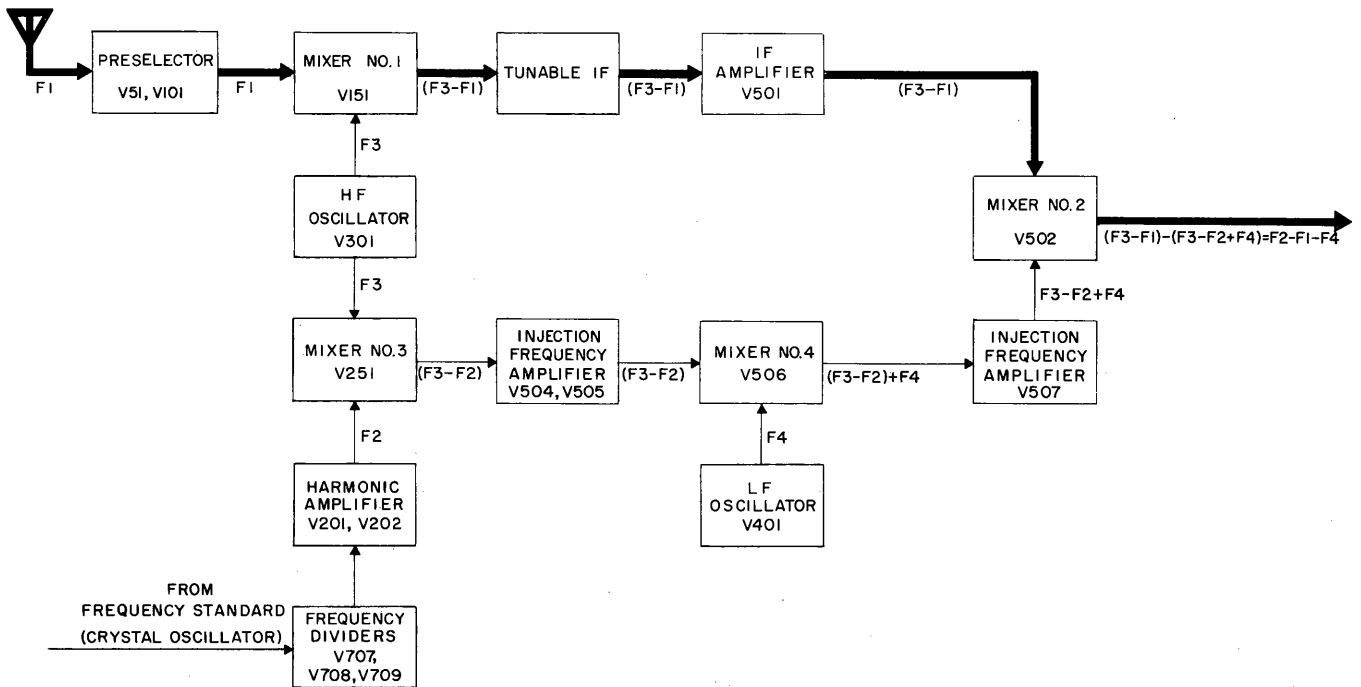 PRESELECTOR
V51, V101
MIXER NO.1
V151
TUNABLE IF
IF
AMPLIFIER
V501
F1
F1
(F3-F1)
(F3-F1)
(F3-F1)
F3
HF
OSCILLATOR
V301
F3
MIXER NO.2
V502
(F3-F1)-(F3-F2+F4)=F2-F1-F4
F3-F2+F4
MIXER NO.3
V251
(F3-F2)
INJECTION
FREQUENCY
AMPLIFIER
V504, V505
(F3-F2)
MIXER NO.4
V506
(F3-F2)+F4
INJECTION
FREQUENCY
AMPLIFIER
V507
F2
F4
HARMONIC
AMPLIFIER
V201, V202
LF
OSCILLATOR
V401
FROM
FREQUENCY STANDARD
(CRYSTAL OSCILLATOR)
FREQUENCY
DIVIDERS
V707,
V708, V709